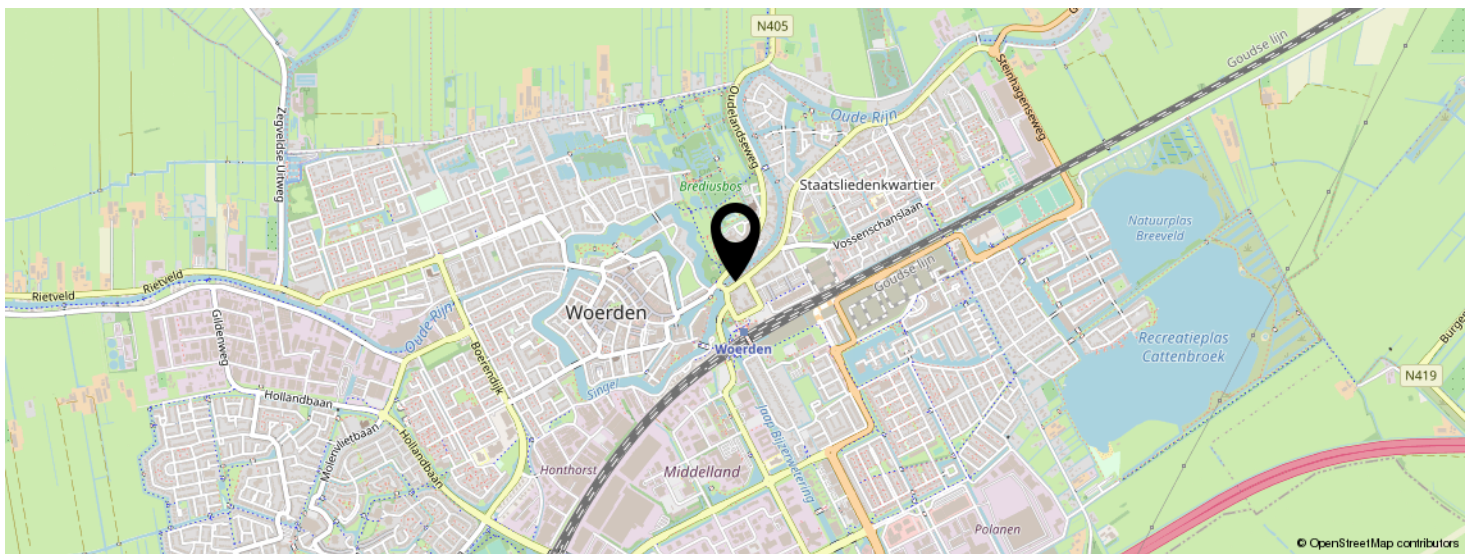 N405
G
Goudse lijn
Steinhagenseweg
Zegveldse Uitweg
Oudelandseweg
Oude Rijn
Brediusbos
Staatsliedenkwartier
Vossenschanslaan
Natuurplas
Breeveld
Goudse lijn
Rietveld
Rietveld
Gildenweg
Oude Rijn
Woerden
Woerden
Recreatieplas
Cattenbroek
Burge
N419
Boerendijk
Singel
Hollandbaan
Molenvlietbaan
Hollandbaan
Jaap Bijzerwetering
Honthorst
Middelland
Polanen
© OpenStreetMap contributors